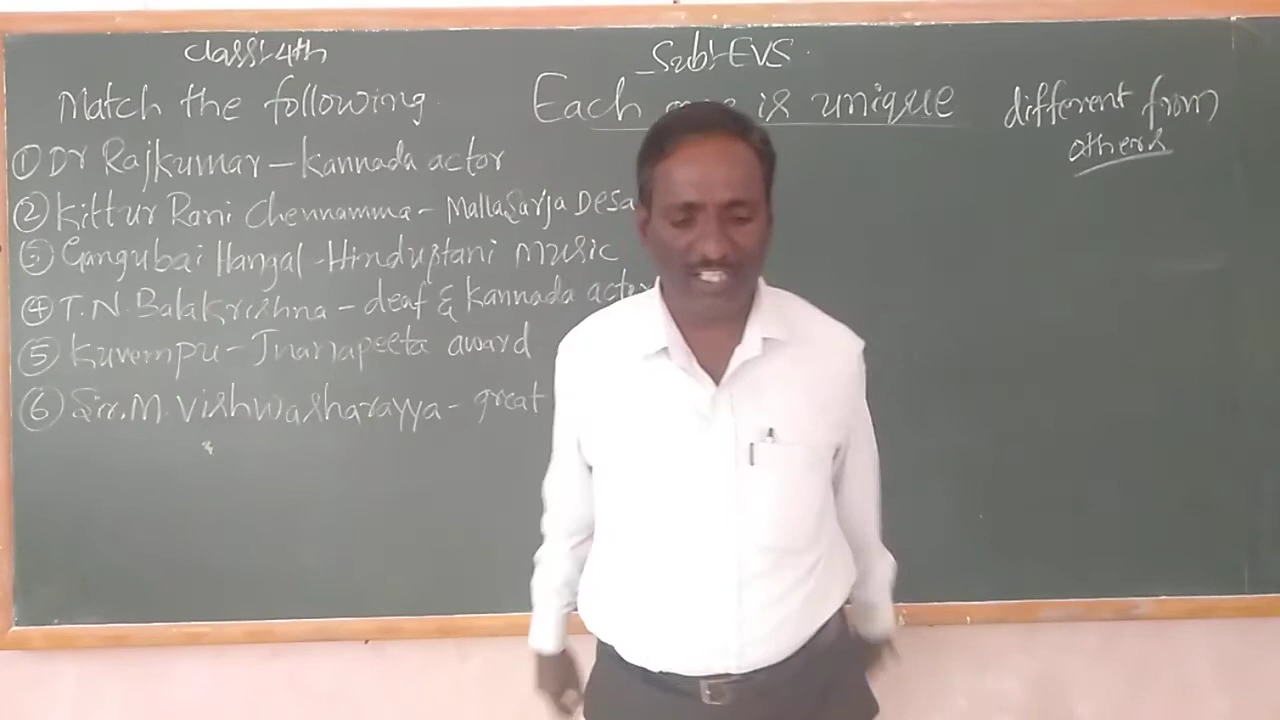 Class:- 4th
Sub:- EVS
Match the following.
Each one is unique
different from
others
① Dr Rajkumar - kannada actor
② Kittur Rani Chennamma - MallaSarja Desa
③ Gangubai Hangal - Hindustani music
④ T.N. Balakrishna - deaf & kannada actor
⑤ Kuvempu - Jnanapeeta award
⑥ Sir. M. Vishwasharayya - great